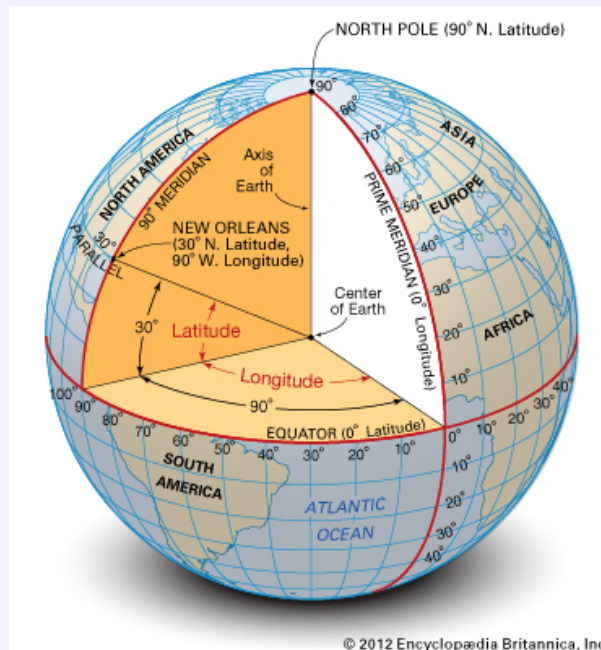 NORTH POLE (90° N. Latitude)
90°
80°
70°
60°
50°
40°
30°
20°
10°
ASIA
EUROPE
AFRICA
PRIME MERIDIAN (0° Longitude)
NORTH AMERICA
90° MERIDIAN
Axis
of
Earth
30°
PARALLEL
NEW ORLEANS
(30° N. Latitude,
90° W. Longitude)
Center
of Earth
30°
Latitude
Longitude
90°
EQUATOR (0° Latitude)
100° 90° 80° 70° 60° 50° 40° 30° 20° 10° 0° 10° 20° 30° 40°
10°
20°
30°
40°
SOUTH
AMERICA
ATLANTIC
OCEAN
© 2012 Encyclopædia Britannica, Inc